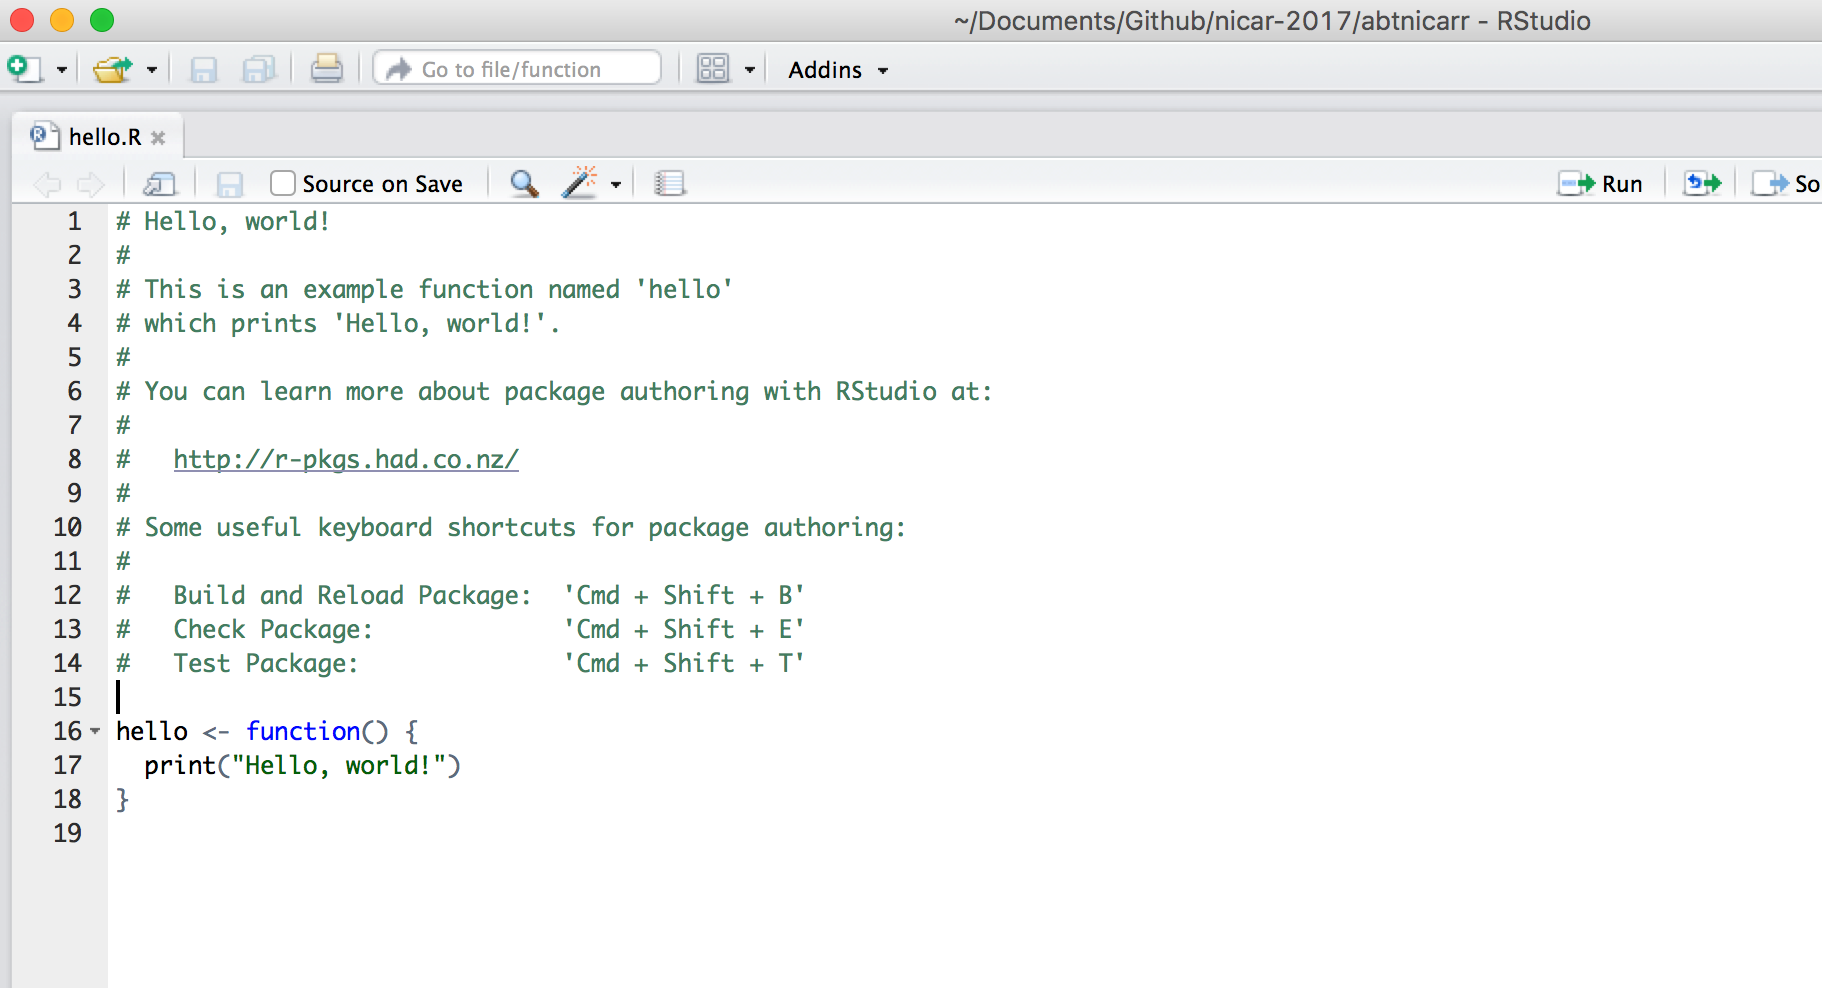 ~/Documents/Github/nicar-2017/abtnicarr - RStudio
Go to file/function
Addins
hello.R
Source on Save
Run
So
1 # Hello, world!
2 #
3 # This is an example function named 'hello'
4 # which prints 'Hello, world!'.
5 #
6 # You can learn more about package authoring with RStudio at:
7 #
8 #   http://r-pkgs.had.co.nz/
9 #
10 # Some useful keyboard shortcuts for package authoring:
11 #
12 #   Build and Reload Package:  'Cmd + Shift + B'
13 #   Check Package:             'Cmd + Shift + E'
14 #   Test Package:              'Cmd + Shift + T'
15
16 hello <- function() {
17   print("Hello, world!")
18 }
19